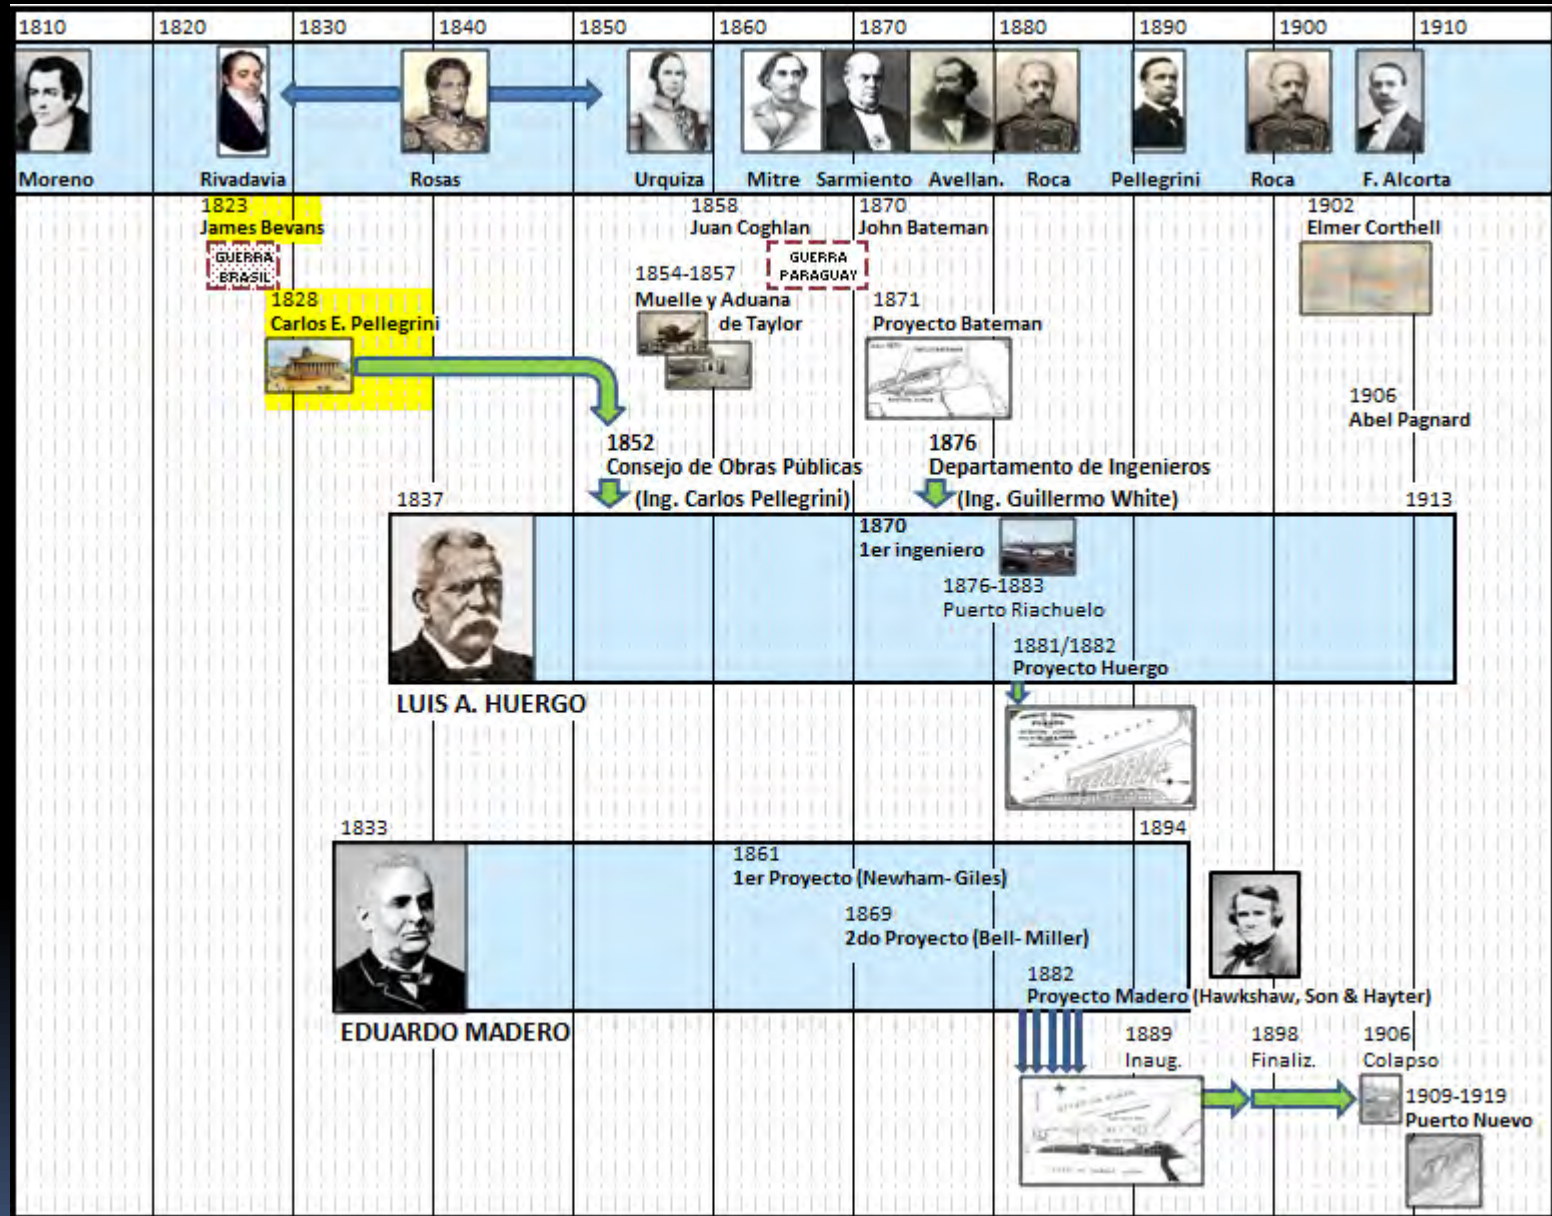 1810 1820 1830 1840 1850 1860 1870 1880 1890 1900 1910
Moreno Rivadavia Rosas Urquiza Mitre Sarmiento Avellan. Roca Pellegrini Roca F. Alcorta
1823
James Bevans
GUERRA
BRASIL
1828
Carlos E. Pellegrini
1858
Juan Coghlan
1854-1857
Muelle y Aduana
de Taylor
GUERRA
PARAGUAY
1870
John Bateman
1871
Proyecto Bateman
1902
Elmer Corthell
1906
Abel Pagnard
1852
Consejo de Obras Públicas
(Ing. Carlos Pellegrini)
1876
Departamento de Ingenieros
(Ing. Guillermo White)
1837
1913
1870
1er ingeniero
1876-1883
Puerto Riachuelo
1881/1882
Proyecto Huergo
LUIS A. HUERGO
1833
1894
1861
1er Proyecto (Newham- Giles)
1869
2do Proyecto (Bell- Miller)
1882
Proyecto Madero (Hawkshaw, Son & Hayter)
EDUARDO MADERO
1889
Inaug.
1898
Finaliz.
1906
Colapso
1909-1919
Puerto Nuevo